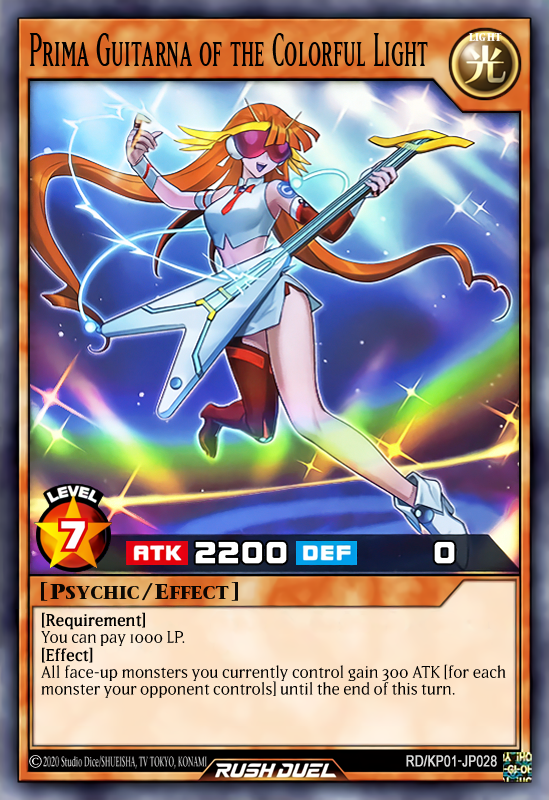 Prima Guitarna of the Colorful Light
LIGHT
光
LEVEL
7
ATK 2200 DEF 0
[Psychic/Effect]
[Requirement]
You can pay 1000 LP.
[Effect]
All face-up monsters you currently control gain 300 ATK [for each
monster your opponent controls] until the end of this turn.
©2020 Studio Dice/SHUEISHA, TV TOKYO, KONAMI
RUSH DUEL
RD/KP01-JP028